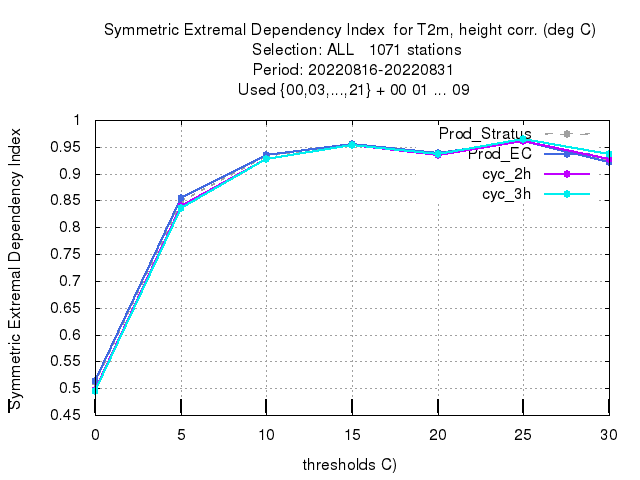 Symmetric Extremal Dependency Index for T2m, height corr. (deg C)
Selection: ALL 1071 stations
Period: 20220816-20220831
Used {00,03,...,21} + 00 01 ... 09
Symmetric Extremal Dependency Index
1
0.95
0.9
0.85
0.8
0.75
0.7
0.65
0.6
0.55
0.5
0.45
Prod_Stratus
Prod_EC
cyc_2h
cyc_3h
0 5 10 15 20 25 30
thresholds C)